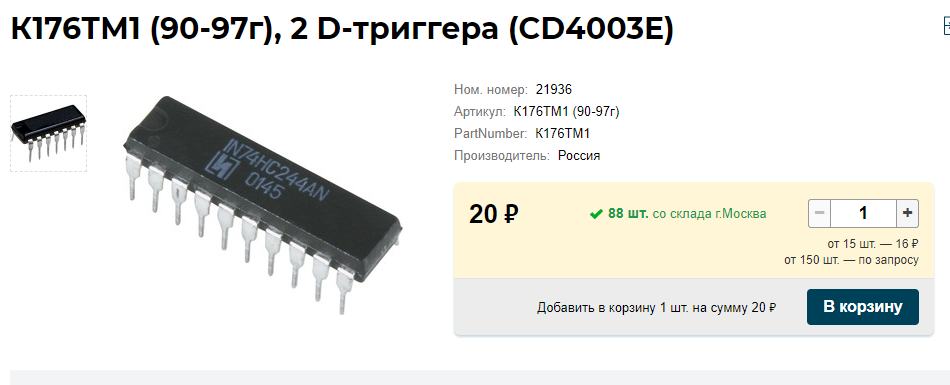 К176ТМ1 (90-97г), 2 D-триггера (CD4003E)
Ном. номер: 21936
Артикул: К176ТМ1 (90-97г)
PartNumber: К176ТМ1
Производитель: Россия
IN74HC244AN
0145
20 ₽
88 шт. со склада г.Москва
− 1 +
от 15 шт. — 16 ₽
от 150 шт. — по запросу
Добавить в корзину 1 шт. на сумму 20 ₽
В корзину